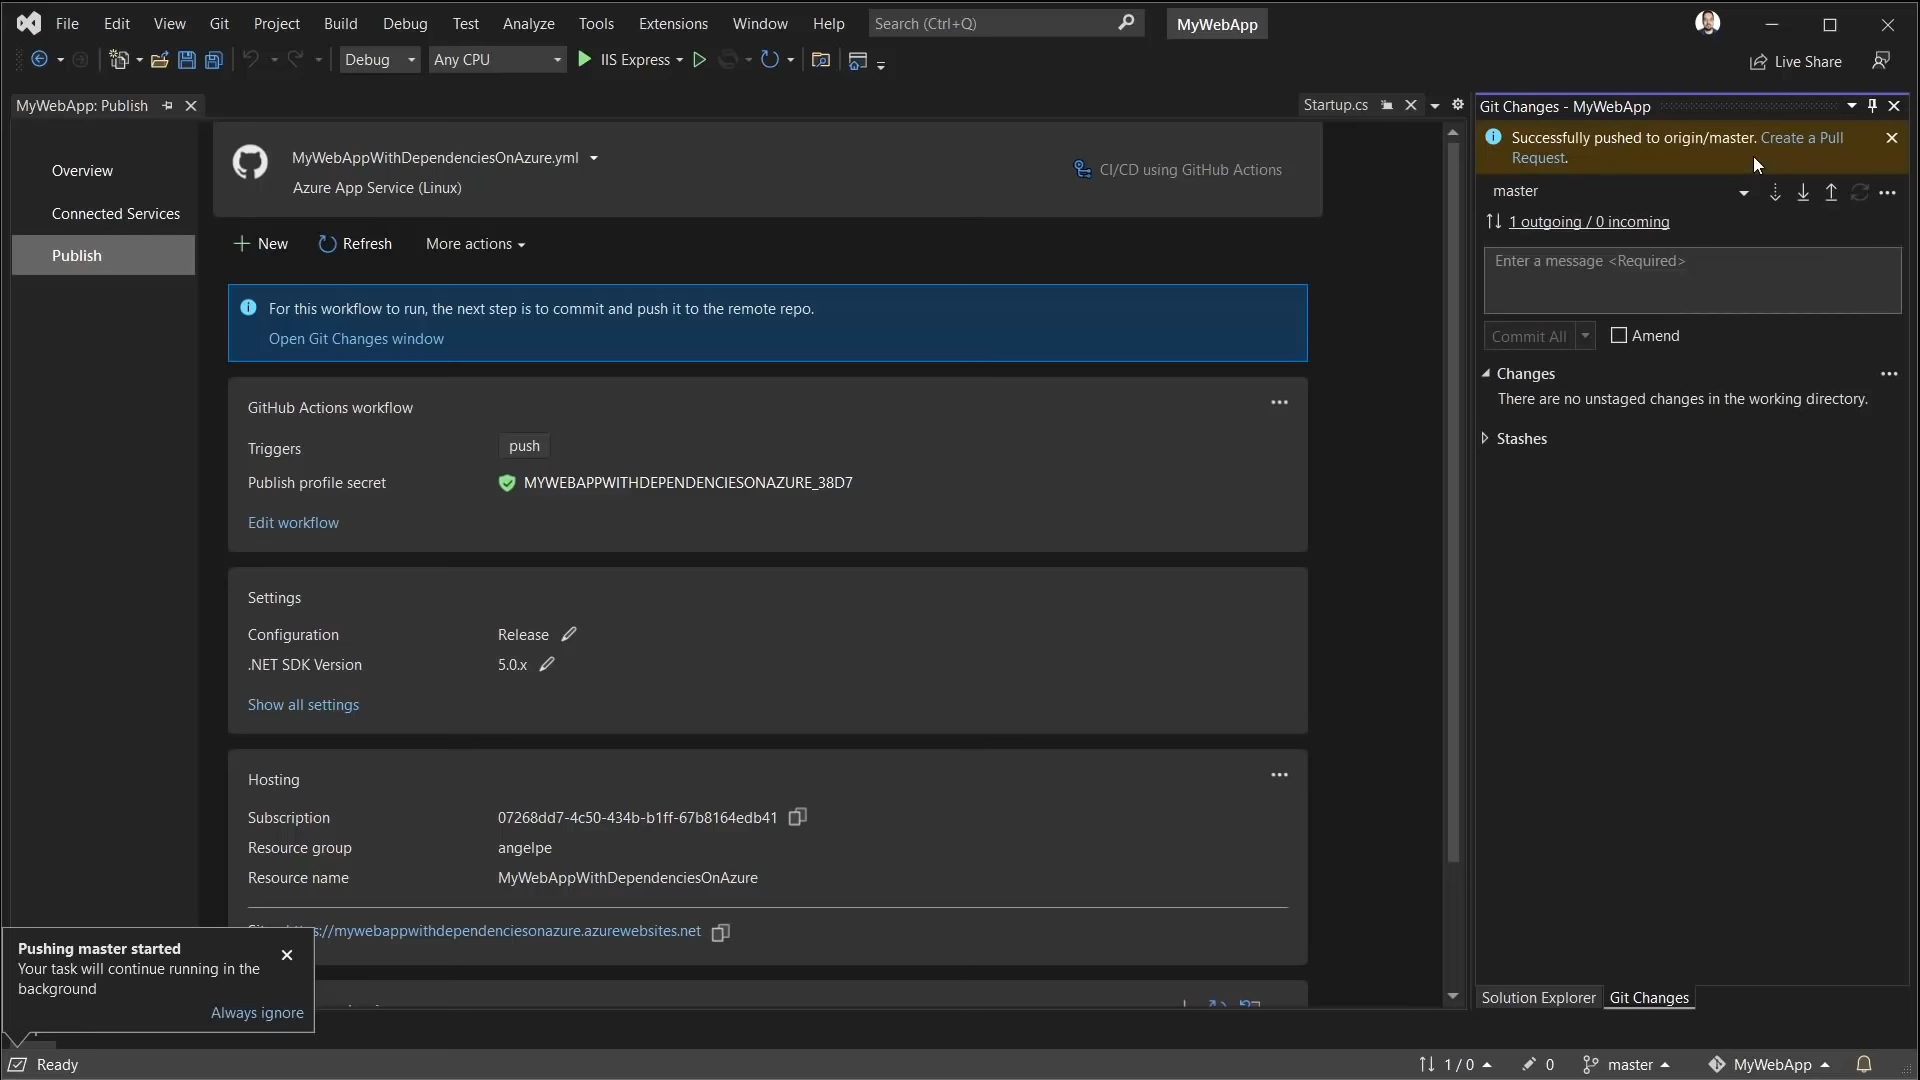 File Edit View Git Project Build Debug Test Analyze Tools Extensions Window Help Search (Ctrl+Q) MyWebApp
Debug Any CPU IIS Express Live Share
MyWebApp: Publish
Startup.cs
Overview
Connected Services
Publish
MyWebAppWithDependenciesOnAzure.yml
Azure App Service (Linux)
CI/CD using GitHub Actions
New Refresh More actions
For this workflow to run, the next step is to commit and push it to the remote repo.
Open Git Changes window
GitHub Actions workflow
Triggers push
Publish profile secret MYWEBAPPWITHDEPENDENCIESONAZURE_38D7
Edit workflow
Settings
Configuration Release
.NET SDK Version 5.0.x
Show all settings
Hosting
Subscription 07268dd7-4c50-434b-b1ff-67b8164edb41
Resource group angelpe
Resource name MyWebAppWithDependenciesOnAzure
s://mywebappwithdependenciesonazure.azurewebsites.net
Pushing master started
Your task will continue running in the
background
Always ignore
Git Changes - MyWebApp
Successfully pushed to origin/master. Create a Pull
Request.
master
1 outgoing / 0 incoming
Enter a message <Required>
Commit All Amend
Changes
There are no unstaged changes in the working directory.
Stashes
Solution Explorer Git Changes
Ready 1 / 0 0 master MyWebApp